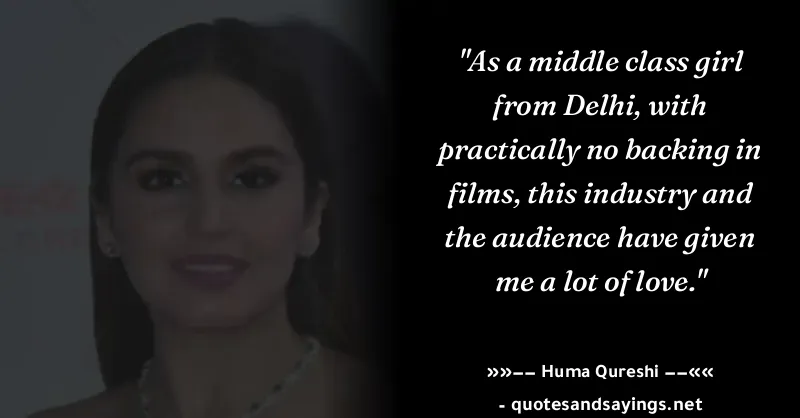 "As a middle class girl
from Delhi, with
practically no backing in
films, this industry and
the audience have given
me a lot of love."
»»–– Huma Qureshi ––««
- quotesandsayings.net